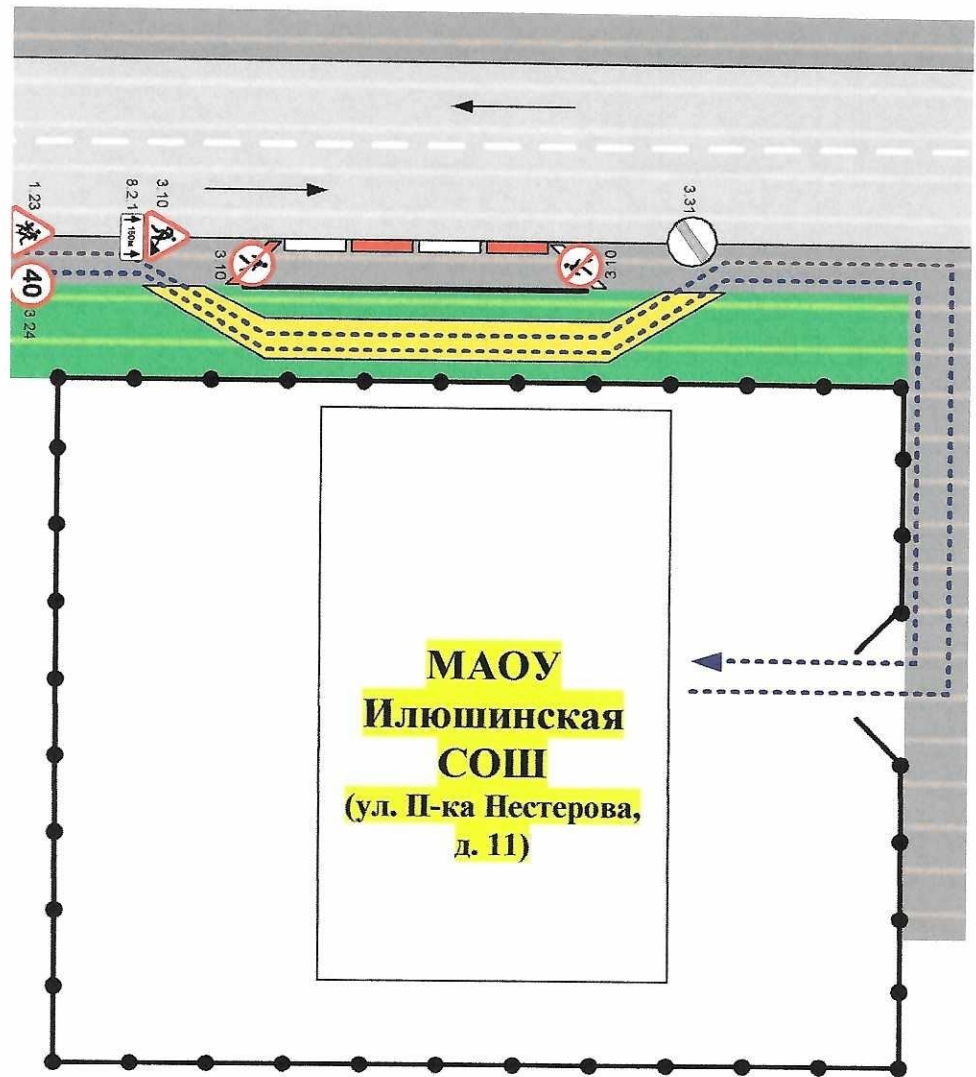 3.31
3.10
8.2.1
1.23
150м
3.10
3.10
40
3.24
МАОУ
Илюшинская
СОШ
(ул. П-ка Нестерова,
д. 11)